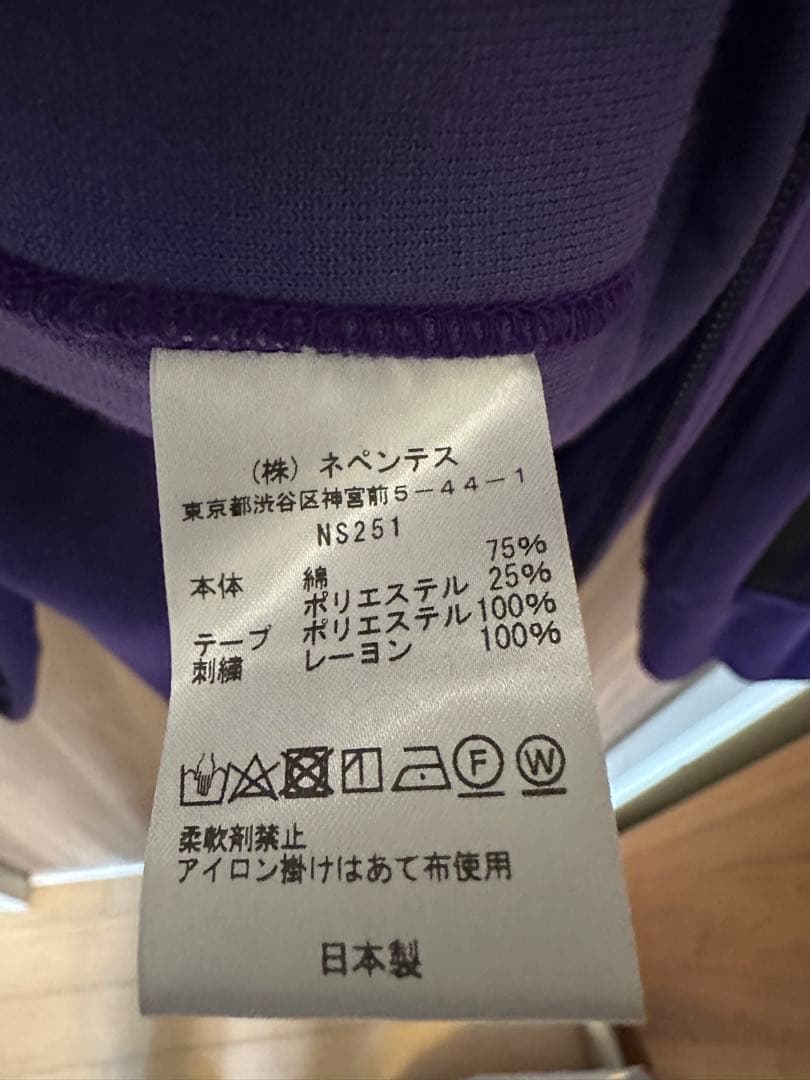 (株)ネペンテス
東京都渋谷区神宮前5-44-1
NS251
本体 綿 75%
ポリエステル 25%
テープ ポリエステル 100%
刺繍 レーヨン 100%
F W
柔軟剤禁止
アイロン掛けはあて布使用
日本製